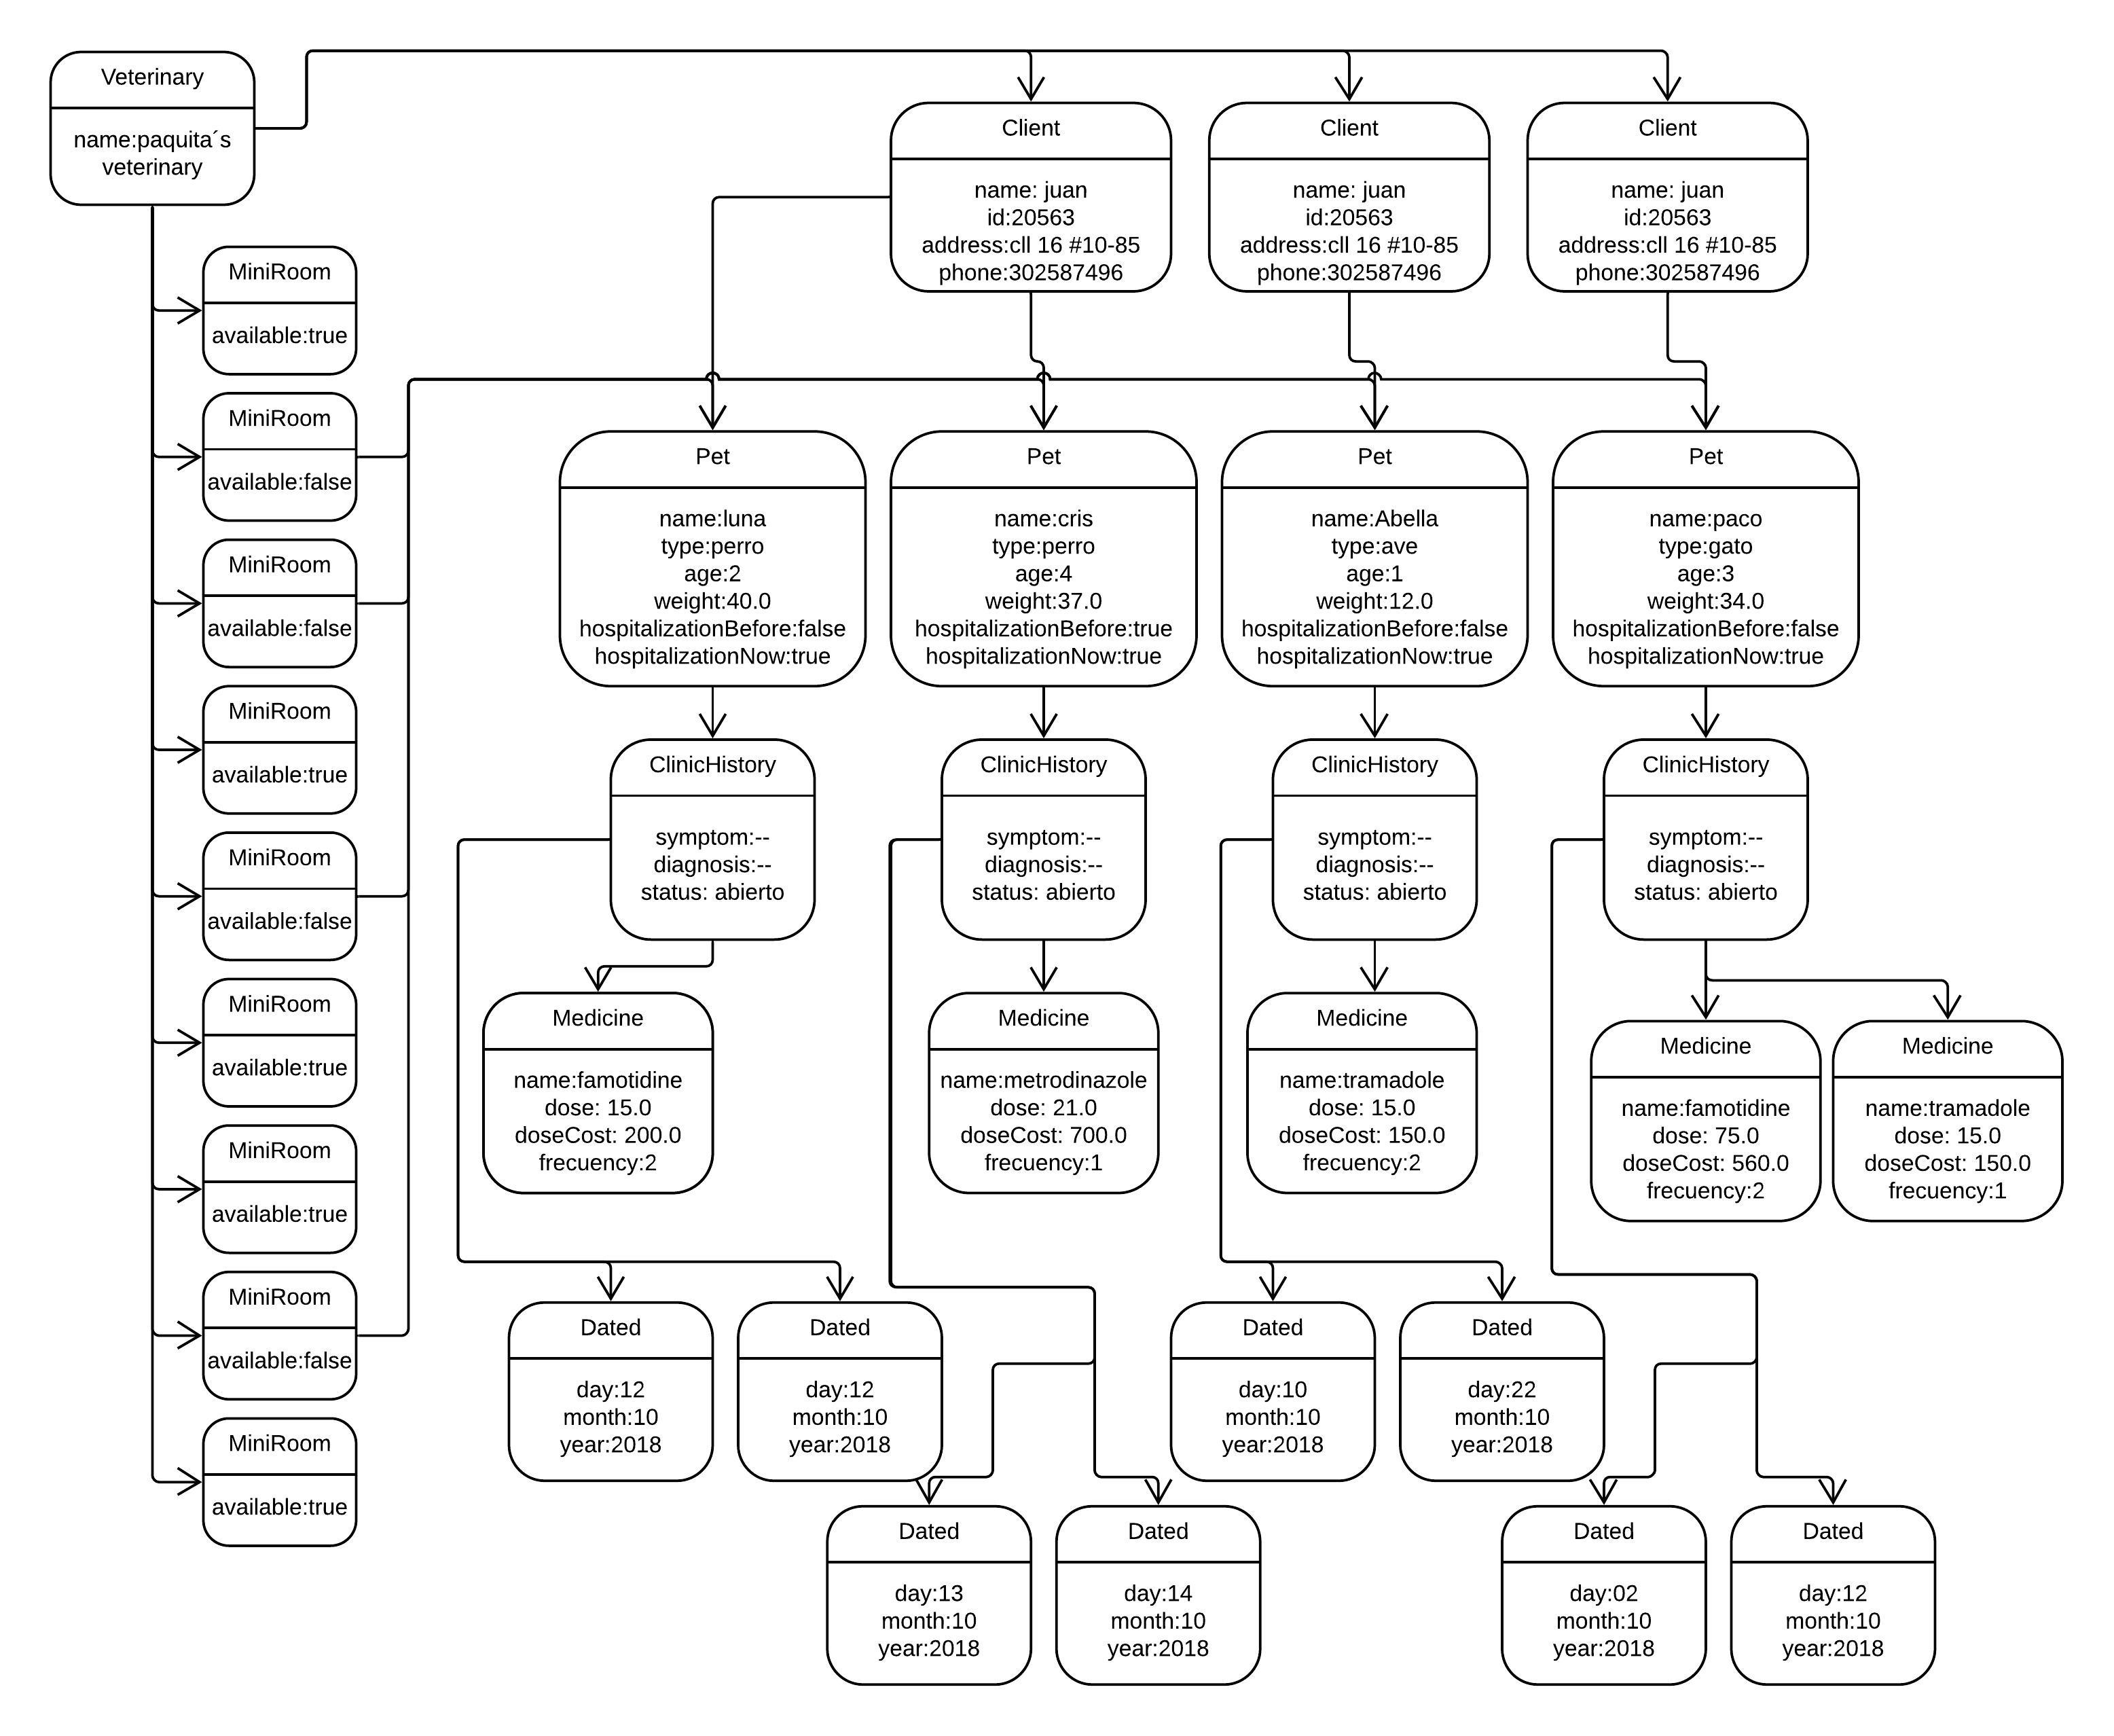 Veterinary
name:paquita´s
veterinary
Client
name: juan
id:20563
address:cll 16 #10-85
phone:302587496
Client
name: juan
id:20563
address:cll 16 #10-85
phone:302587496
Client
name: juan
id:20563
address:cll 16 #10-85
phone:302587496
MiniRoom
available:true
MiniRoom
available:false
MiniRoom
available:false
MiniRoom
available:true
MiniRoom
available:false
MiniRoom
available:true
MiniRoom
available:true
MiniRoom
available:false
MiniRoom
available:true
Pet
name:luna
type:perro
age:2
weight:40.0
hospitalizationBefore:false
hospitalizationNow:true
Pet
name:cris
type:perro
age:4
weight:37.0
hospitalizationBefore:true
hospitalizationNow:true
Pet
name:Abella
type:ave
age:1
weight:12.0
hospitalizationBefore:false
hospitalizationNow:true
Pet
name:paco
type:gato
age:3
weight:34.0
hospitalizationBefore:false
hospitalizationNow:true
ClinicHistory
symptom:--
diagnosis:--
status: abierto
ClinicHistory
symptom:--
diagnosis:--
status: abierto
ClinicHistory
symptom:--
diagnosis:--
status: abierto
ClinicHistory
symptom:--
diagnosis:--
status: abierto
Medicine
name:famotidine
dose: 15.0
doseCost: 200.0
frecuency:2
Medicine
name:metrodinazole
dose: 21.0
doseCost: 700.0
frecuency:1
Medicine
name:tramadole
dose: 15.0
doseCost: 150.0
frecuency:2
Medicine
name:famotidine
dose: 75.0
doseCost: 560.0
frecuency:2
Medicine
name:tramadole
dose: 15.0
doseCost: 150.0
frecuency:1
Dated
day:12
month:10
year:2018
Dated
day:12
month:10
year:2018
Dated
day:10
month:10
year:2018
Dated
day:22
month:10
year:2018
Dated
day:13
month:10
year:2018
Dated
day:14
month:10
year:2018
Dated
day:02
month:10
year:2018
Dated
day:12
month:10
year:2018